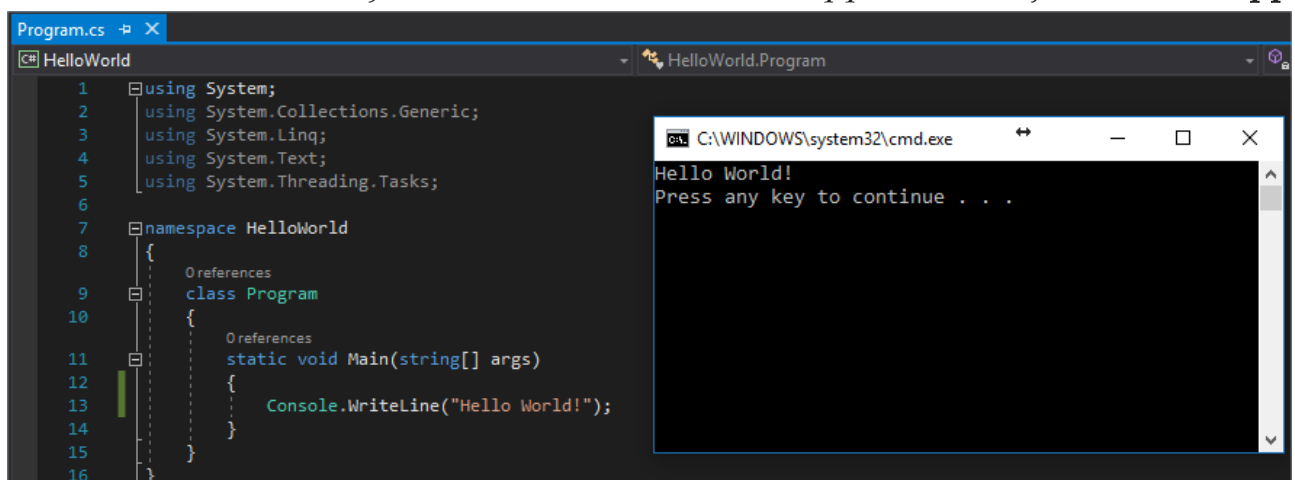 Program.cs
C# HelloWorld
HelloWorld.Program
1 using System;
2 using System.Collections.Generic;
3 using System.Linq;
4 using System.Text;
5 using System.Threading.Tasks;
6
7 namespace HelloWorld
8 {
0 references
9 class Program
10 {
0 references
11 static void Main(string[] args)
12 {
13 Console.WriteLine("Hello World!");
14 }
15 }
16 }
C:\WINDOWS\system32\cmd.exe
Hello World!
Press any key to continue . . .